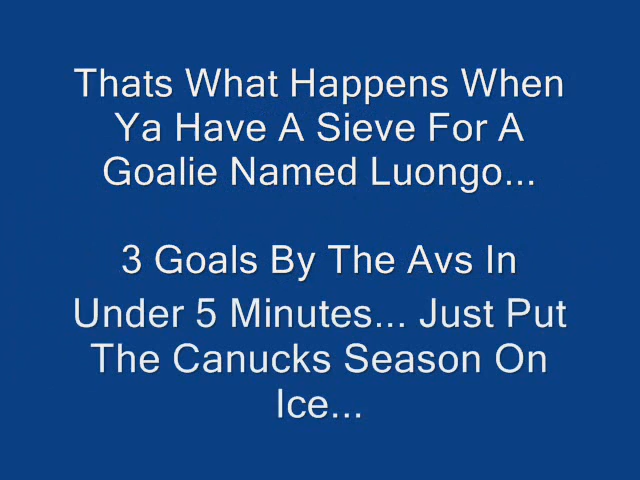 Thats What Happens When
Ya Have A Sieve For A
Goalie Named Luongo...
3 Goals By The Avs In
Under 5 Minutes... Just Put
The Canucks Season On
Ice...